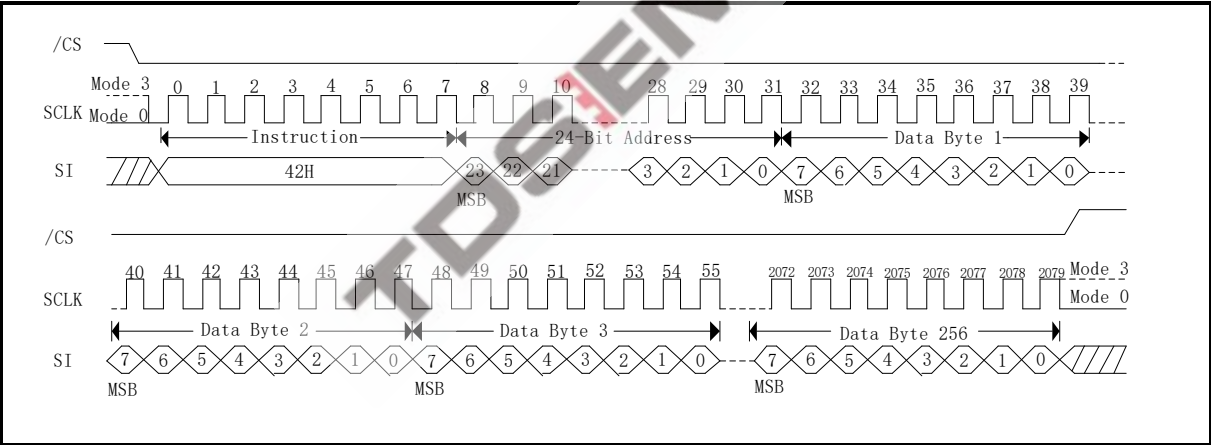 /CS
Mode 3 0 1 2 3 4 5 6 7 8 9 10 28 29 30 31 32 33 34 35 36 37 38 39
SCLK Mode 0
Instruction 24-Bit Address Data Byte 1
SI 42H 23 22 21 3 2 1 0 7 6 5 4 3 2 1 0
MSB MSB
/CS
40 41 42 43 44 45 46 47 48 49 50 51 52 53 54 55 2072 2073 2074 2075 2076 2077 2078 2079 Mode 3
SCLK Mode 0
Data Byte 2 Data Byte 3 Data Byte 256
SI 7 6 5 4 3 2 1 0 7 6 5 4 3 2 1 0 7 6 5 4 3 2 1 0
MSB MSB MSB